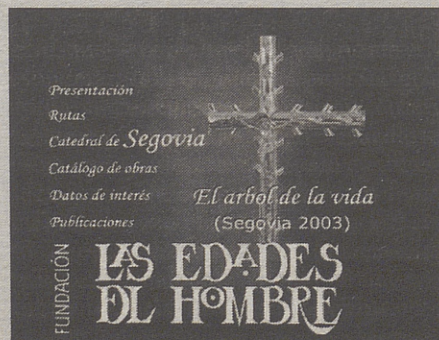 Presentación
Rutas
Catedral de Segovia
Catálogo de obras
Datos de interés
Publicaciones
El arbol de la vida
(Segovia 2003)
FUNDACIÓN
LAS EDADES
DEL HOMBRE